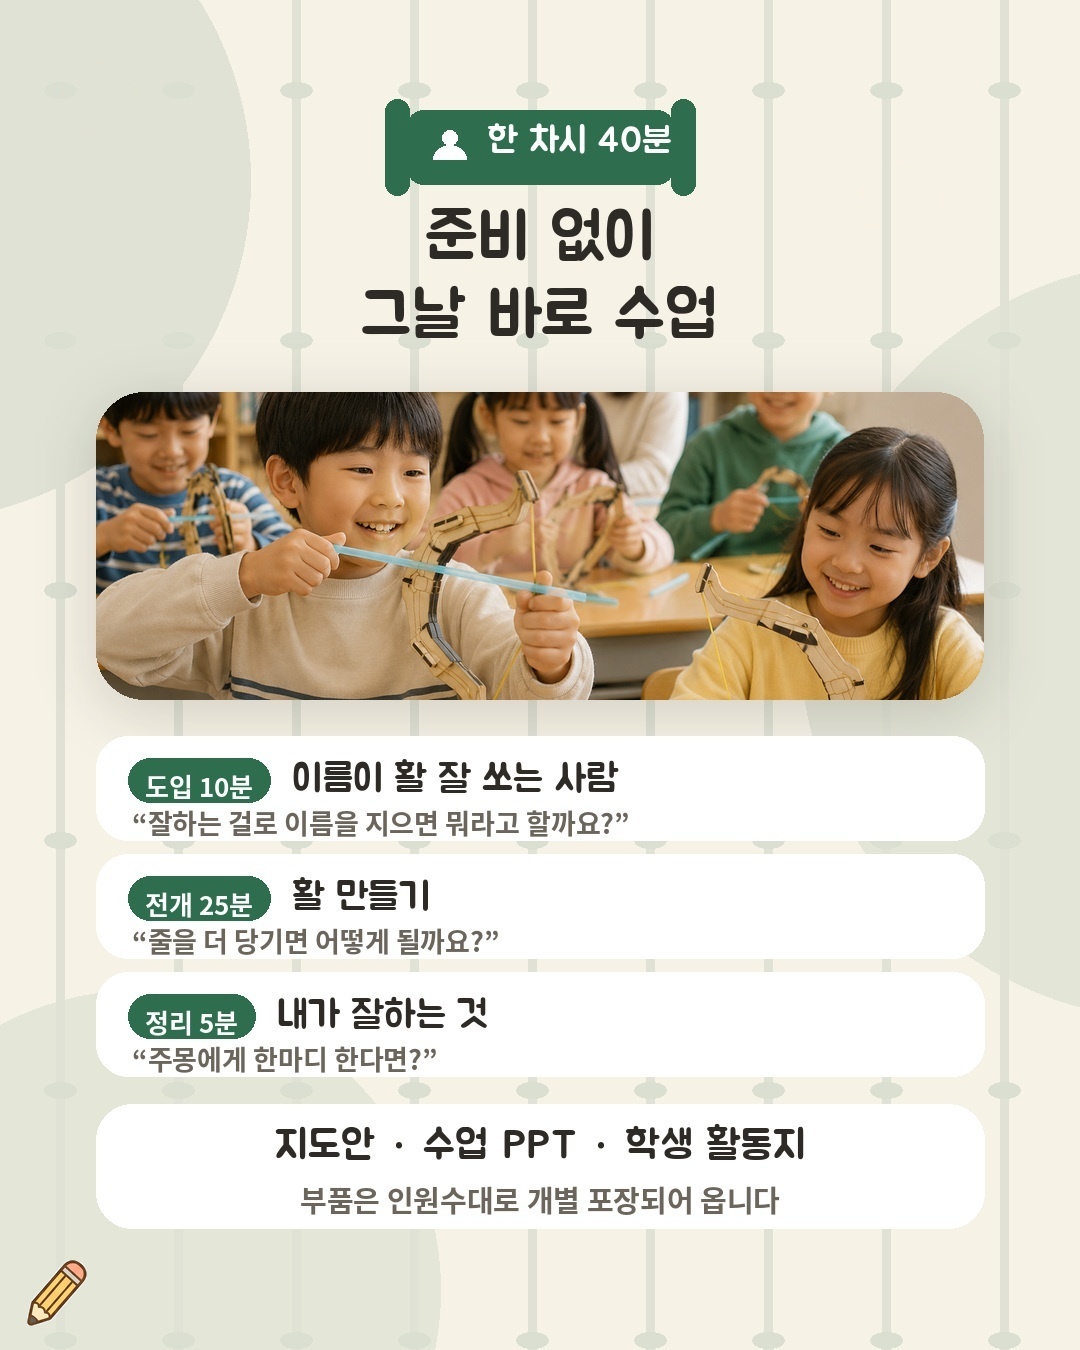 한 차시 40분
준비 없이
그날 바로 수업
도입 10분 이름이 활 잘 쏘는 사람
“잘하는 걸로 이름을 지으면 뭐라고 할까요?”
전개 25분 활 만들기
“줄을 더 당기면 어떻게 될까요?”
정리 5분 내가 잘하는 것
“주몽에게 한마디 한다면?”
지도안 · 수업 PPT · 학생 활동지
부품은 인원수대로 개별 포장되어 옵니다